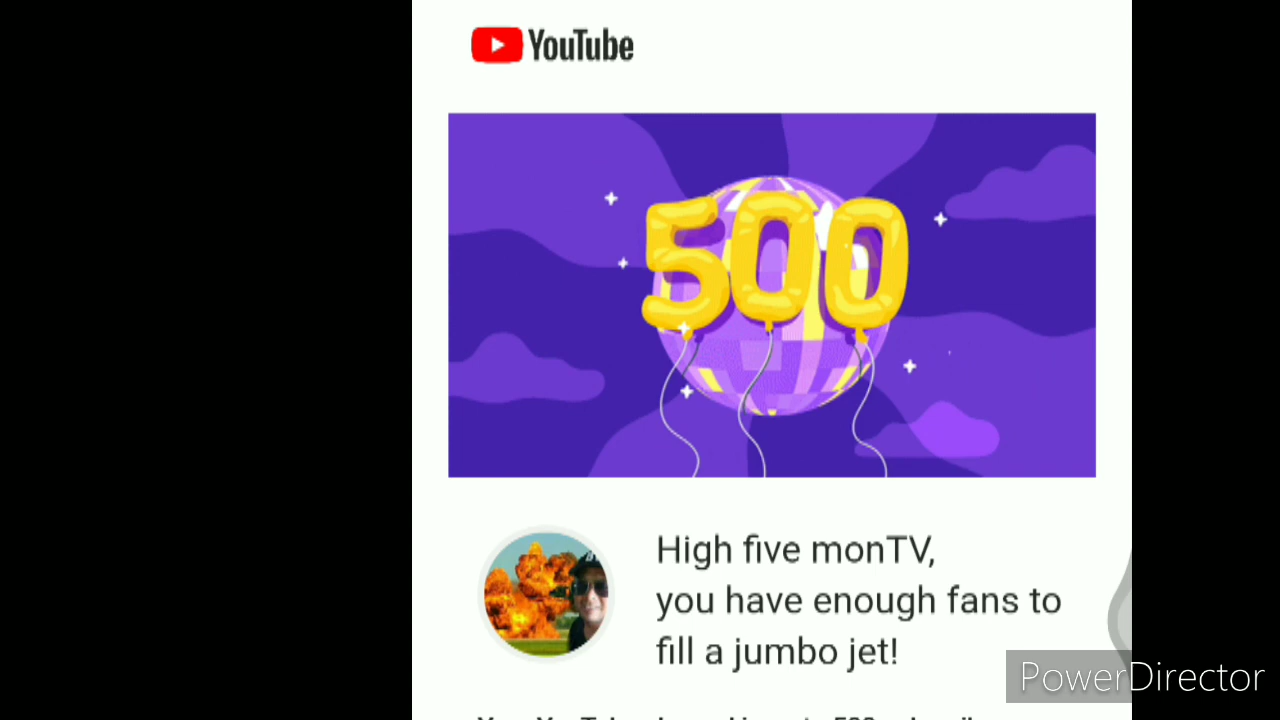 YouTube
500
High five monTV,
you have enough fans to
fill a jumbo jet!
PowerDirector